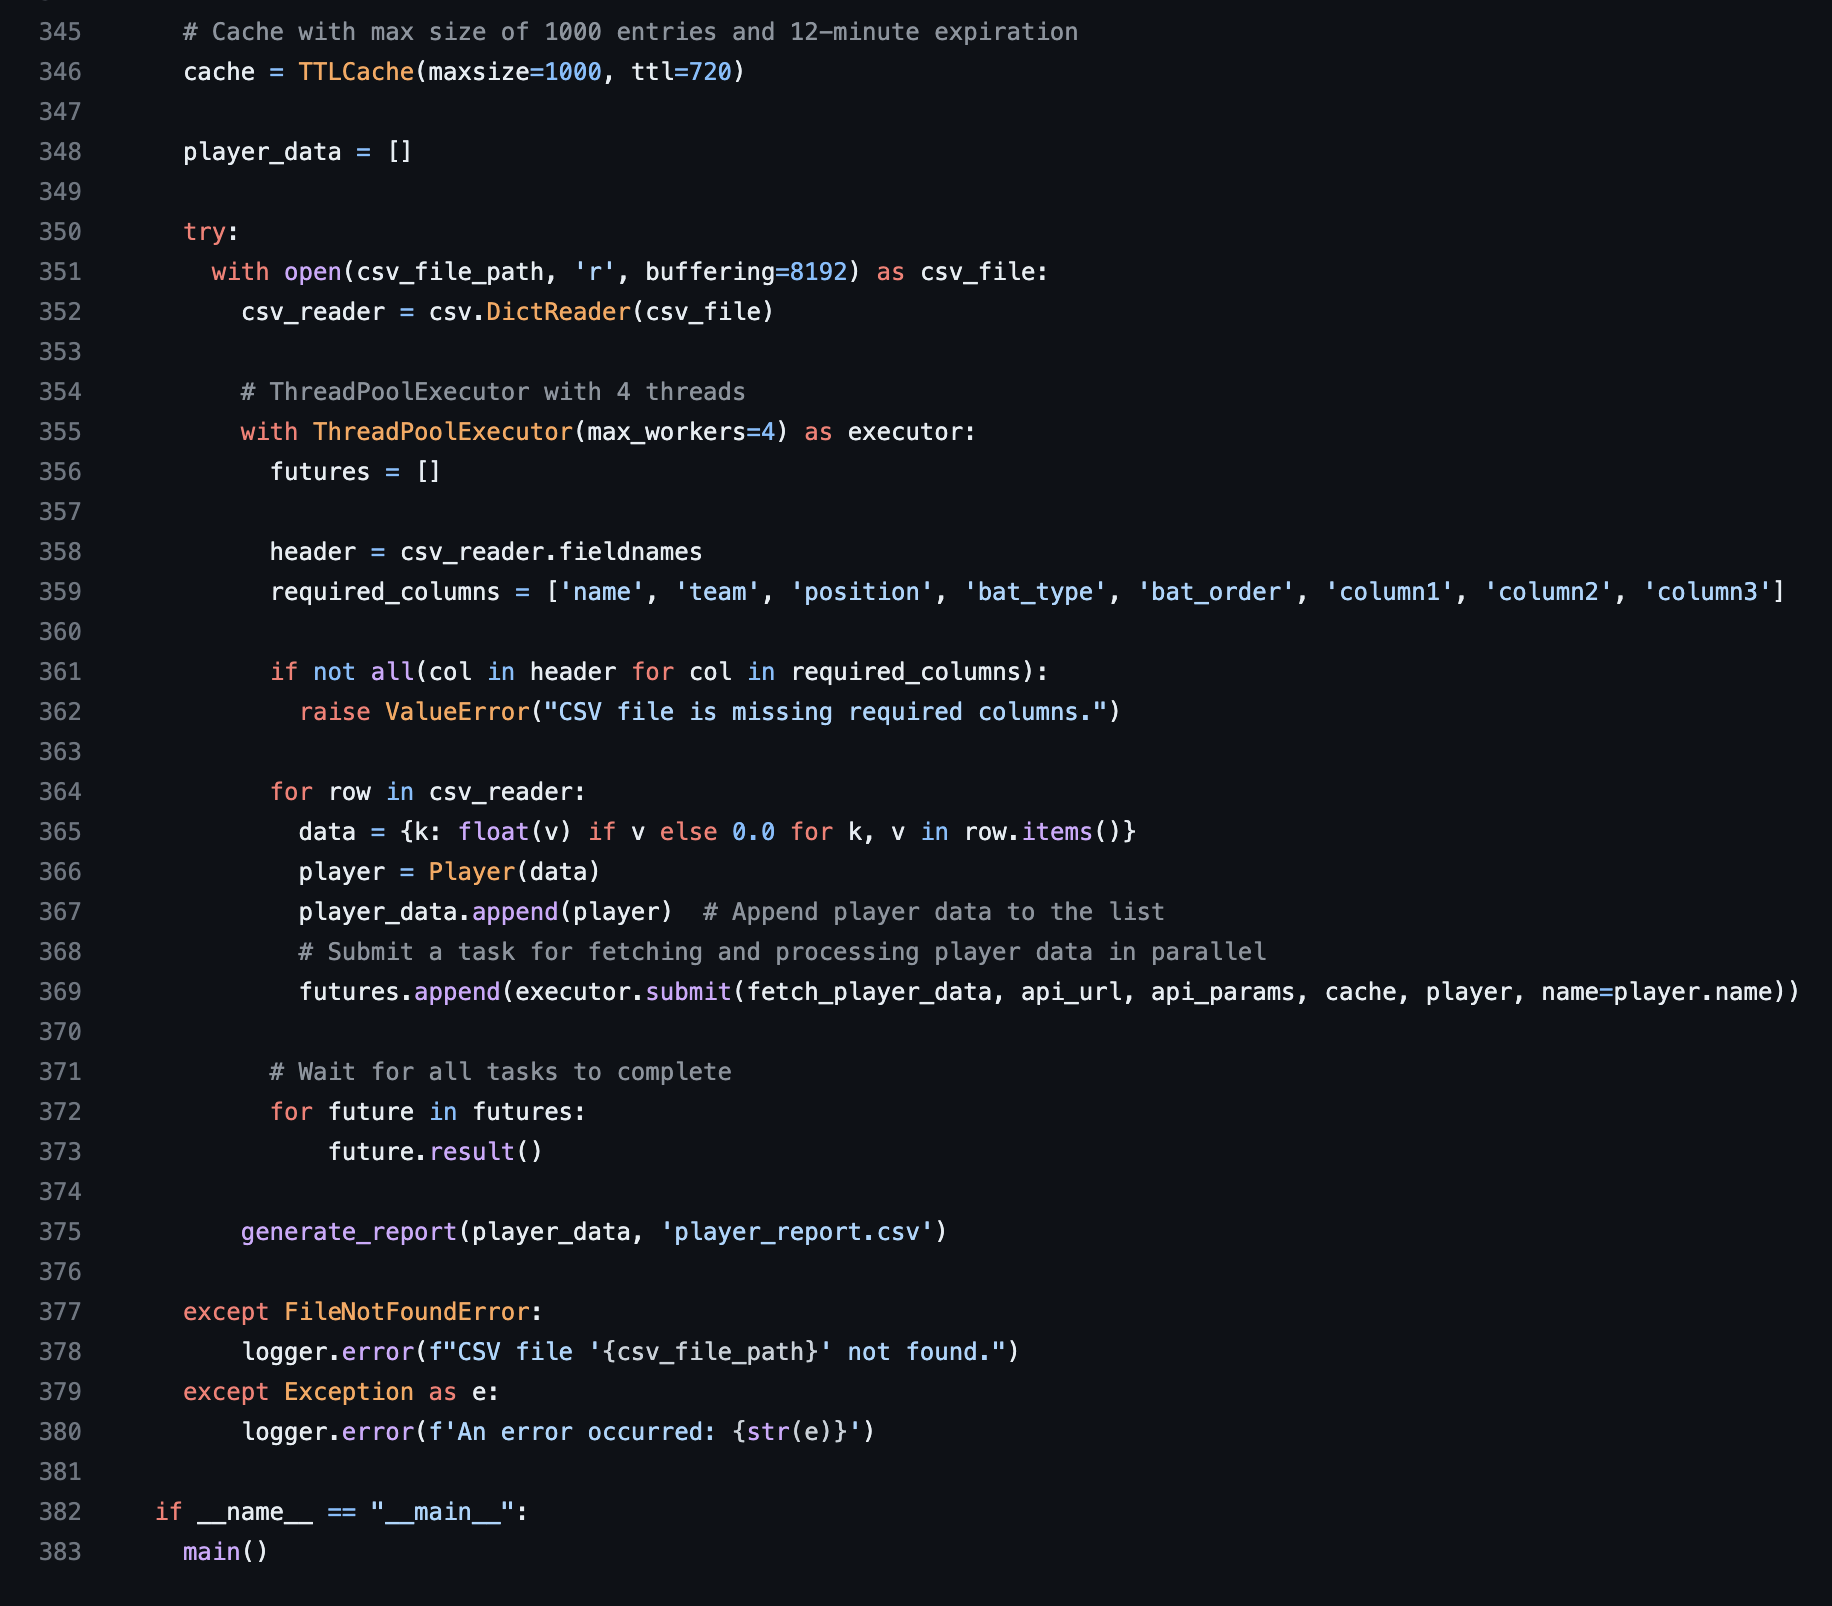 345 # Cache with max size of 1000 entries and 12-minute expiration
346 cache = TTLCache(maxsize=1000, ttl=720)
347
348 player_data = []
349
350 try:
351 with open(csv_file_path, 'r', buffering=8192) as csv_file:
352 csv_reader = csv.DictReader(csv_file)
353
354 # ThreadPoolExecutor with 4 threads
355 with ThreadPoolExecutor(max_workers=4) as executor:
356 futures = []
357
358 header = csv_reader.fieldnames
359 required_columns = ['name', 'team', 'position', 'bat_type', 'bat_order', 'column1', 'column2', 'column3']
360
361 if not all(col in header for col in required_columns):
362 raise ValueError("CSV file is missing required columns.")
363
364 for row in csv_reader:
365 data = {k: float(v) if v else 0.0 for k, v in row.items()}
366 player = Player(data)
367 player_data.append(player)  # Append player data to the list
368 # Submit a task for fetching and processing player data in parallel
369 futures.append(executor.submit(fetch_player_data, api_url, api_params, cache, player, name=player.name))
370
371 # Wait for all tasks to complete
372 for future in futures:
373 future.result()
374
375 generate_report(player_data, 'player_report.csv')
376
377 except FileNotFoundError:
378 logger.error(f"CSV file '{csv_file_path}' not found.")
379 except Exception as e:
380 logger.error(f'An error occurred: {str(e)}')
381
382 if __name__ == "__main__":
383 main()